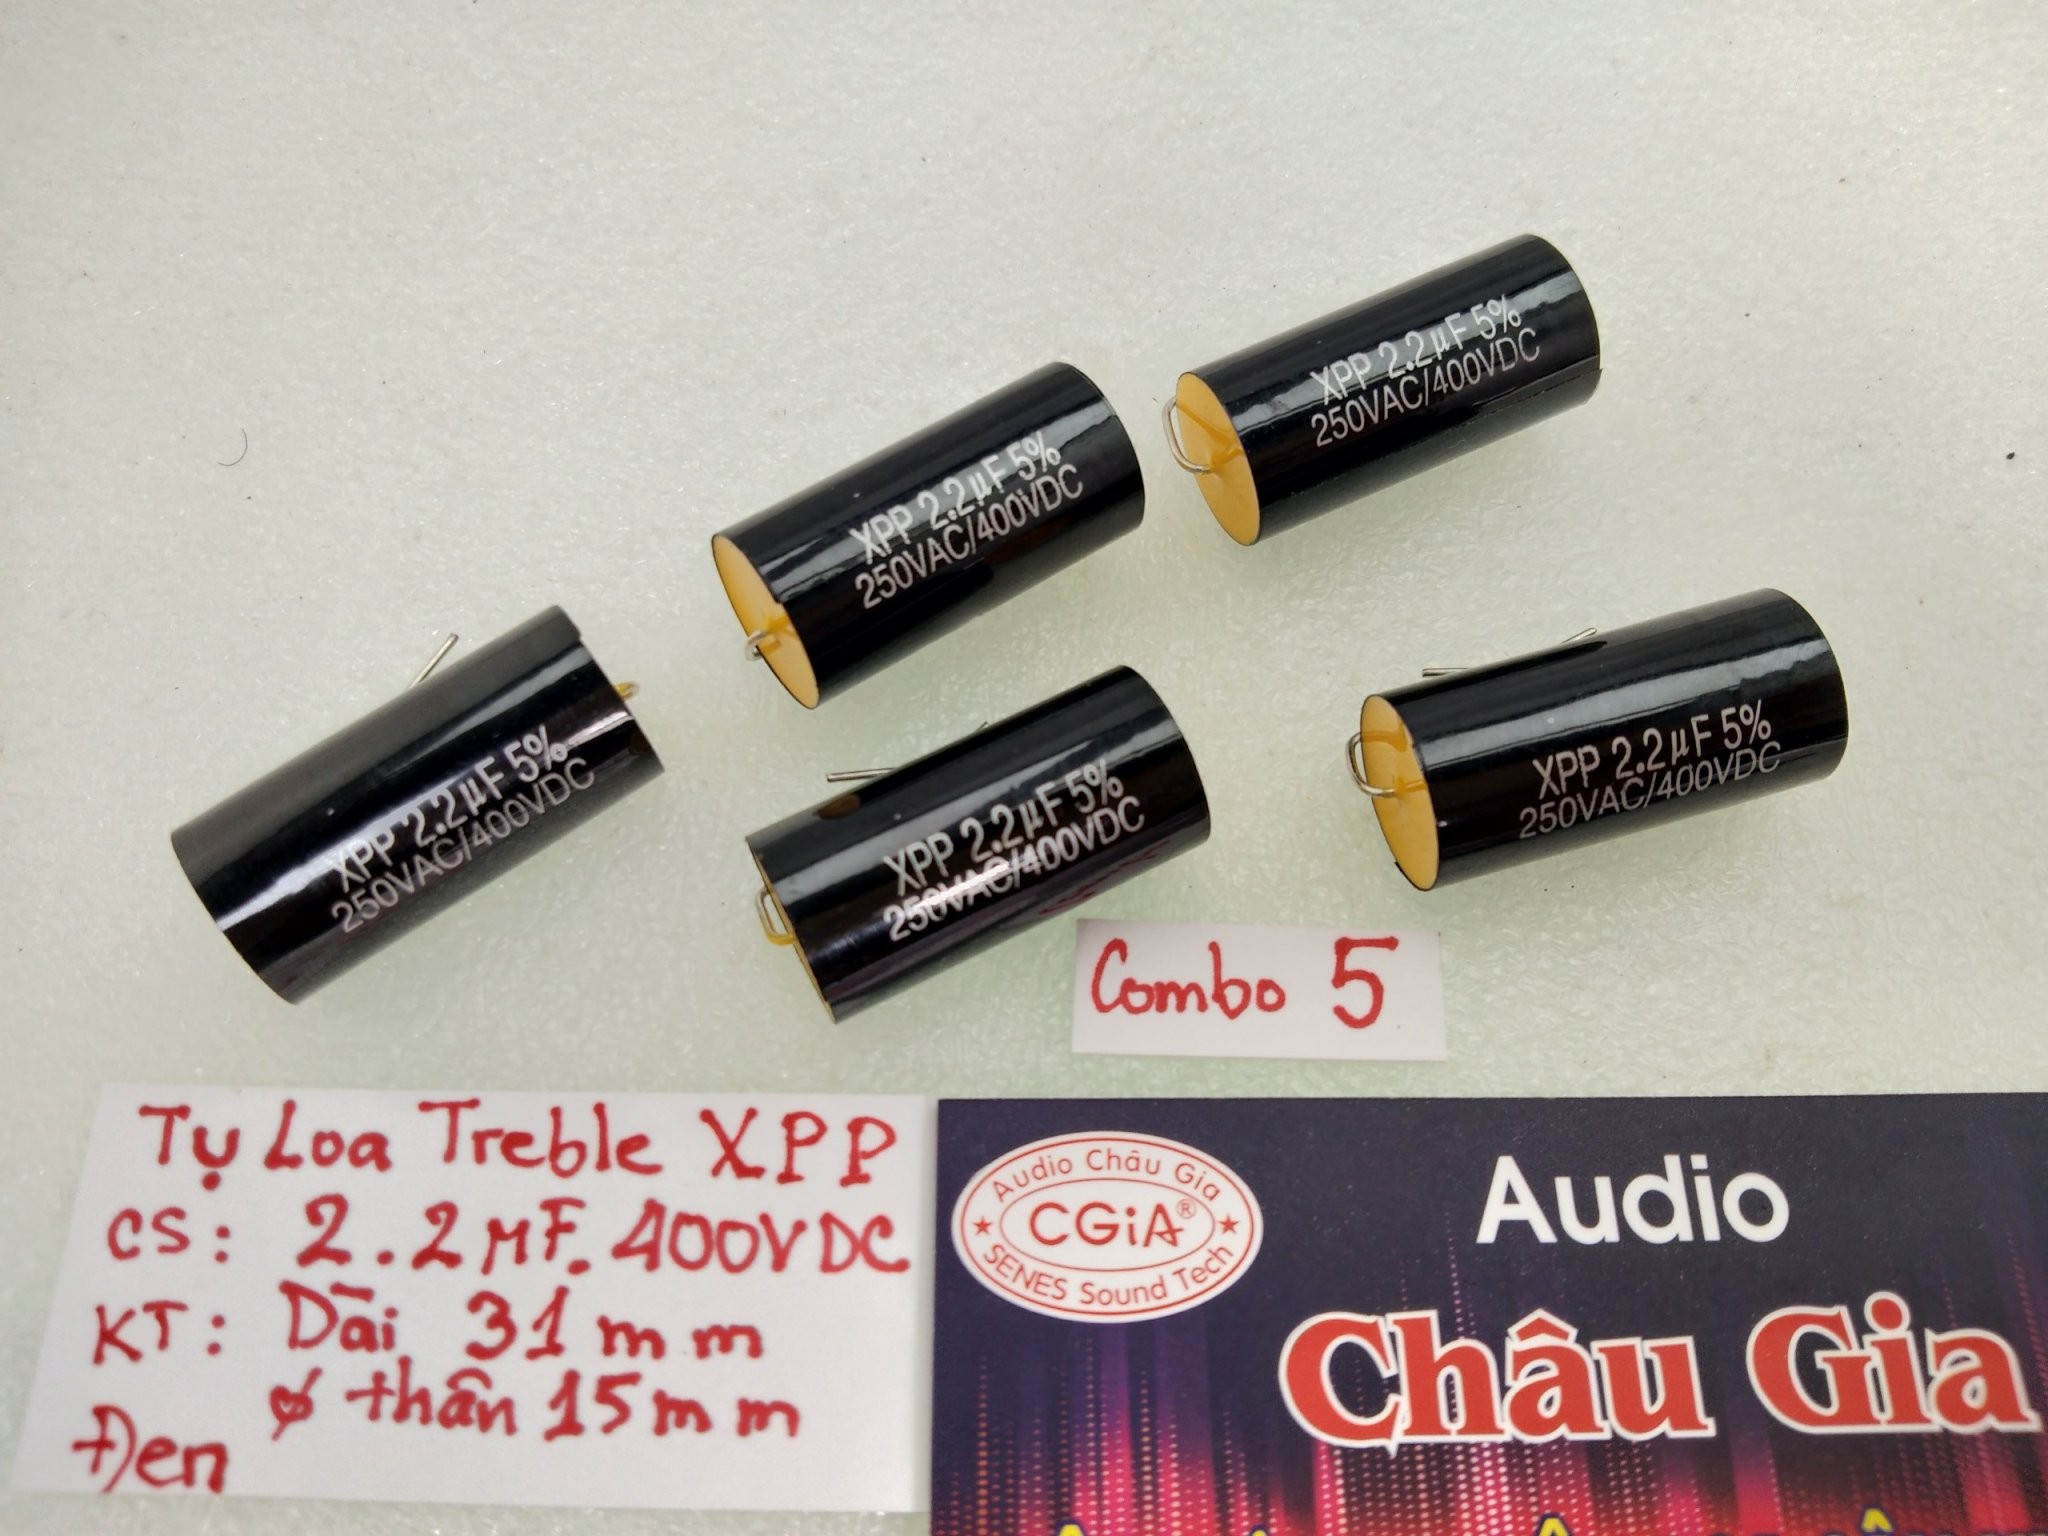 XPP 2.2µF 5%
250VAC/400VDC
XPP 2.2µF 5%
250VAC/400VDC
XPP 2.2µF 5%
250VAC/400VDC
XPP 2.2µF 5%
250VAC/400VDC
XPP 2.2µF 5%
250VAC/400VDC
Combo 5
Tụ Loa Treble XPP
CS: 2.2µF. 400VDC
KT: Dài 31mm
ø thân 15mm
Đen
Audio Châu Gia
CGiA®
SENES Sound Tech
Audio
Châu Gia